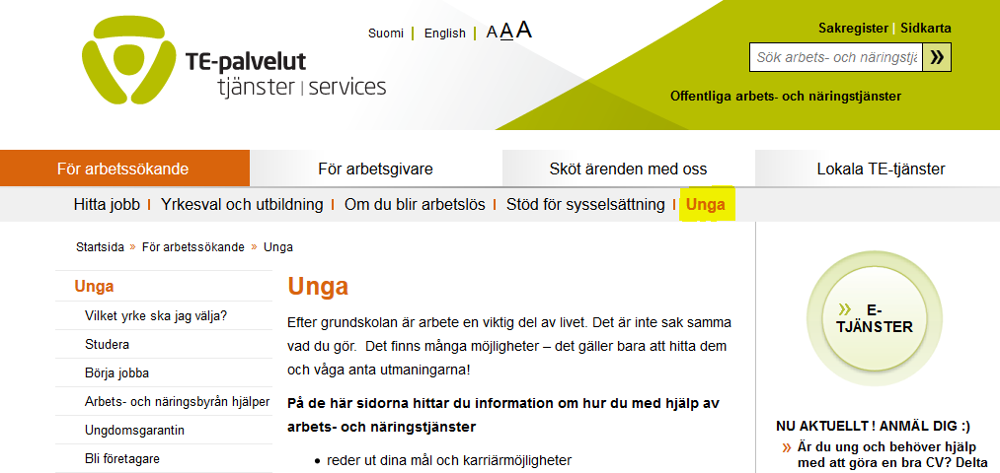 Suomi | English | A A A
Sakregister | Sidkarta
TE-palvelut
tjänster | services
Sök arbets- och näringstjä »
Offentliga arbets- och näringstjänster
För arbetssökande För arbetsgivare Sköt ärenden med oss Lokala TE-tjänster
Hitta jobb | Yrkesval och utbildning | Om du blir arbetslös | Stöd för sysselsättning | Unga
Startsida » För arbetssökande » Unga
Unga
Vilket yrke ska jag välja?
Studera
Börja jobba
Arbets- och näringsbyrån hjälper
Ungdomsgarantin
Bli företagare
Unga
Efter grundskolan är arbete en viktig del av livet. Det är inte sak samma
vad du gör. Det finns många möjligheter – det gäller bara att hitta dem
och våga anta utmaningarna!
På de här sidorna hittar du information om hur du med hjälp av
arbets- och näringstjänster
• reder ut dina mål och karriärmöjligheter
» E-
TJÄNSTER
NU AKTUELLT ! ANMÄL DIG :)
» Är du ung och behöver hjälp
med att göra en bra CV? Delta